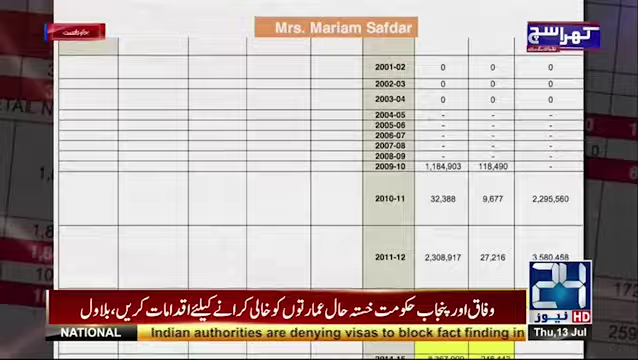 Mrs. Mariam Safdar
براہ راست
کھرا سچ
2001-02 0 0 0
2002-03 0 0 0
2003-04 0 0 0
2004-05 - - -
2005-06 - - -
2006-07 - - -
2007-08 - - -
2008-09 - - -
2009-10 1,184,903 118,490 -
2010-11 32,388 9,677 2,295,560
2011-12 2,308,917 27,216 3,580,458
24
نیوز HD
وفاق اور پنجاب حکومت خستہ حال عمارتوں کو خالی کرانے کیلئے اقدامات کریں، بلاول
NATIONAL Indian authorities are denying visas to block fact finding in Thu,13 Jul